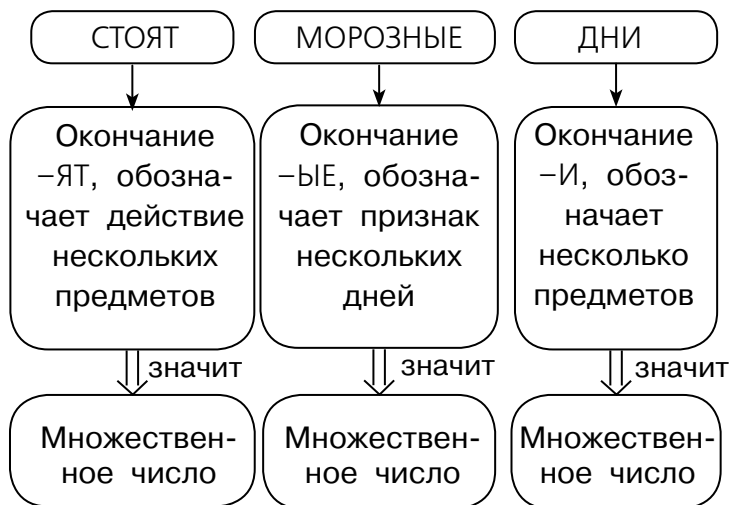 СТОЯТ
Окончание
–ЯТ, обозна-
чает действие
нескольких
предметов
значит
Множествен-
ное число
МОРОЗНЫЕ
Окончание
–ЫЕ, обозна-
чает признак
нескольких
дней
значит
Множествен-
ное число
ДНИ
Окончание
–И, обоз-
начает
несколько
предметов
значит
Множествен-
ное число